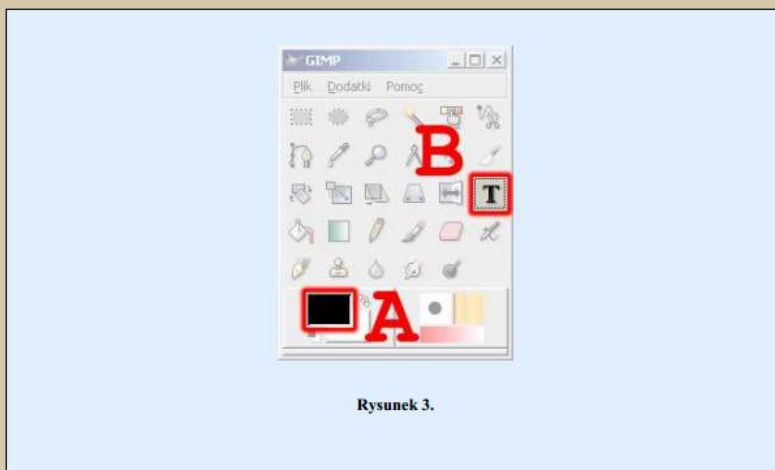 GIMP
Plik Dodatki Pomoc
B
T
A
Rysunek 3.